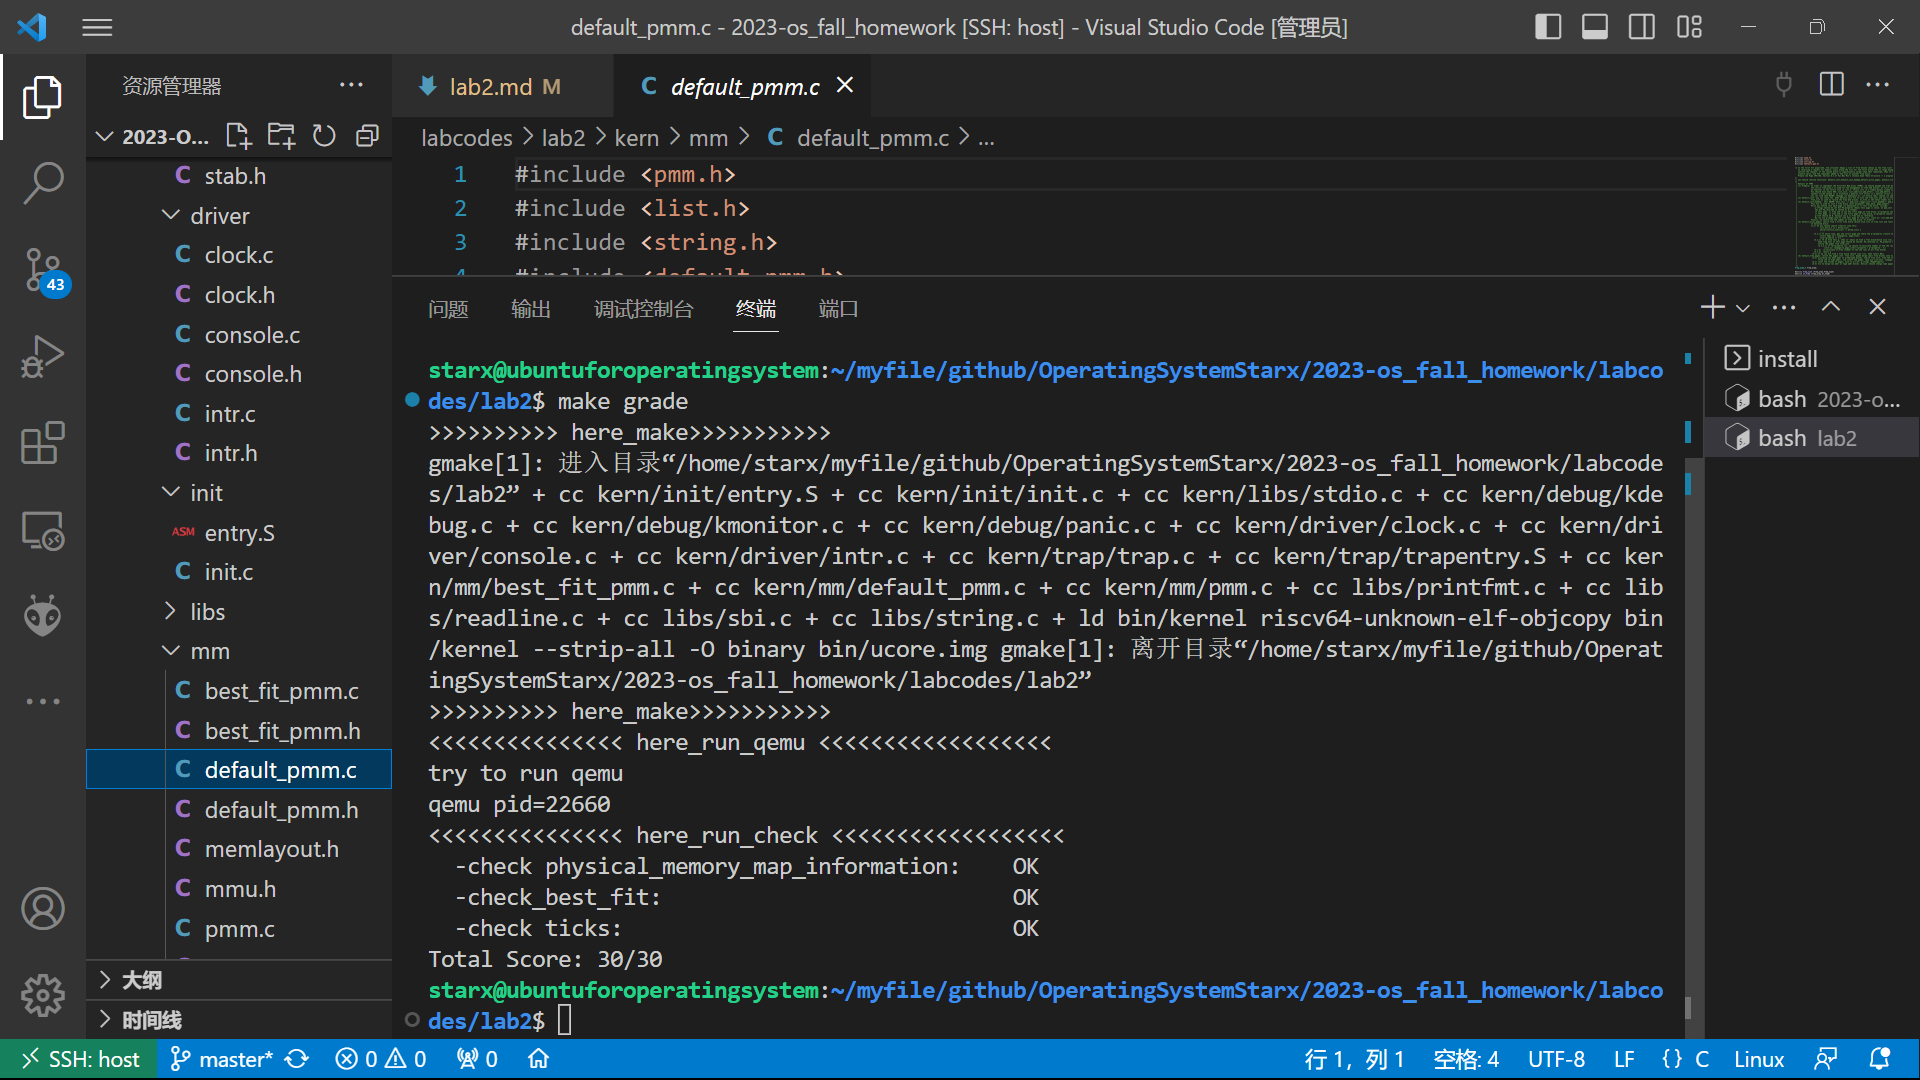 default_pmm.c - 2023-os_fall_homework [SSH: host] - Visual Studio Code [管理员]
资源管理器
2023-O...
stab.h
driver
clock.c
clock.h
console.c
console.h
intr.c
intr.h
init
ASM entry.S
init.c
libs
mm
best_fit_pmm.c
best_fit_pmm.h
default_pmm.c
default_pmm.h
memlayout.h
mmu.h
pmm.c
大纲
时间线
43
lab2.md M
C default_pmm.c
labcodes > lab2 > kern > mm > C default_pmm.c > ...
1 #include <pmm.h>
2 #include <list.h>
3 #include <string.h>
4 #include <default_pmm.h>
问题 输出 调试控制台 终端 端口
starx@ubuntuforoperatingsystem:~/myfile/github/OperatingSystemStarx/2023-os_fall_homework/labco
des/lab2$ make grade
>>>>>>>>>> here_make>>>>>>>>>>>
gmake[1]: 进入目录“/home/starx/myfile/github/OperatingSystemStarx/2023-os_fall_homework/labcode
s/lab2” + cc kern/init/entry.S + cc kern/init/init.c + cc kern/libs/stdio.c + cc kern/debug/kde
bug.c + cc kern/debug/kmonitor.c + cc kern/debug/panic.c + cc kern/driver/clock.c + cc kern/dri
ver/console.c + cc kern/driver/intr.c + cc kern/trap/trap.c + cc kern/trap/trapentry.S + cc ker
n/mm/best_fit_pmm.c + cc kern/mm/default_pmm.c + cc kern/mm/pmm.c + cc libs/printfmt.c + cc lib
s/readline.c + cc libs/sbi.c + cc libs/string.c + ld bin/kernel riscv64-unknown-elf-objcopy bin
/kernel --strip-all -O binary bin/ucore.img gmake[1]: 离开目录“/home/starx/myfile/github/Operat
ingSystemStarx/2023-os_fall_homework/labcodes/lab2”
>>>>>>>>>> here_make>>>>>>>>>>>
<<<<<<<<<<<<<<< here_run_qemu <<<<<<<<<<<<<<<<<<
try to run qemu
qemu pid=22660
<<<<<<<<<<<<<<< here_run_check <<<<<<<<<<<<<<<<<<
-check physical_memory_map_information: OK
-check_best_fit: OK
-check ticks: OK
Total Score: 30/30
starx@ubuntuforoperatingsystem:~/myfile/github/OperatingSystemStarx/2023-os_fall_homework/labco
des/lab2$
install
bash 2023-o...
bash lab2
SSH: host master* 0 0 0 行 1，列 1 空格: 4 UTF-8 LF {} C Linux